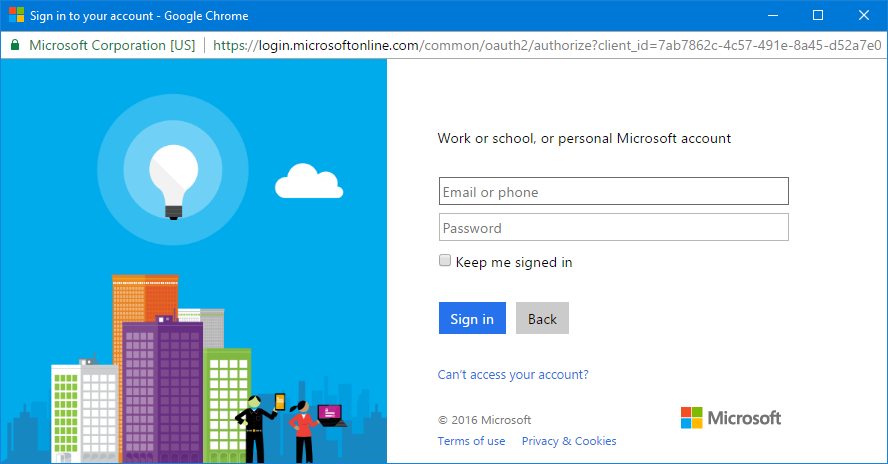 Sign in to your account - Google Chrome
Microsoft Corporation [US] | https://login.microsoftonline.com/common/oauth2/authorize?client_id=7ab7862c-4c57-491e-8a45-d52a7e0
Work or school, or personal Microsoft account
Email or phone
Password
Keep me signed in
Sign in Back
Can't access your account?
© 2016 Microsoft
Microsoft
Terms of use Privacy & Cookies